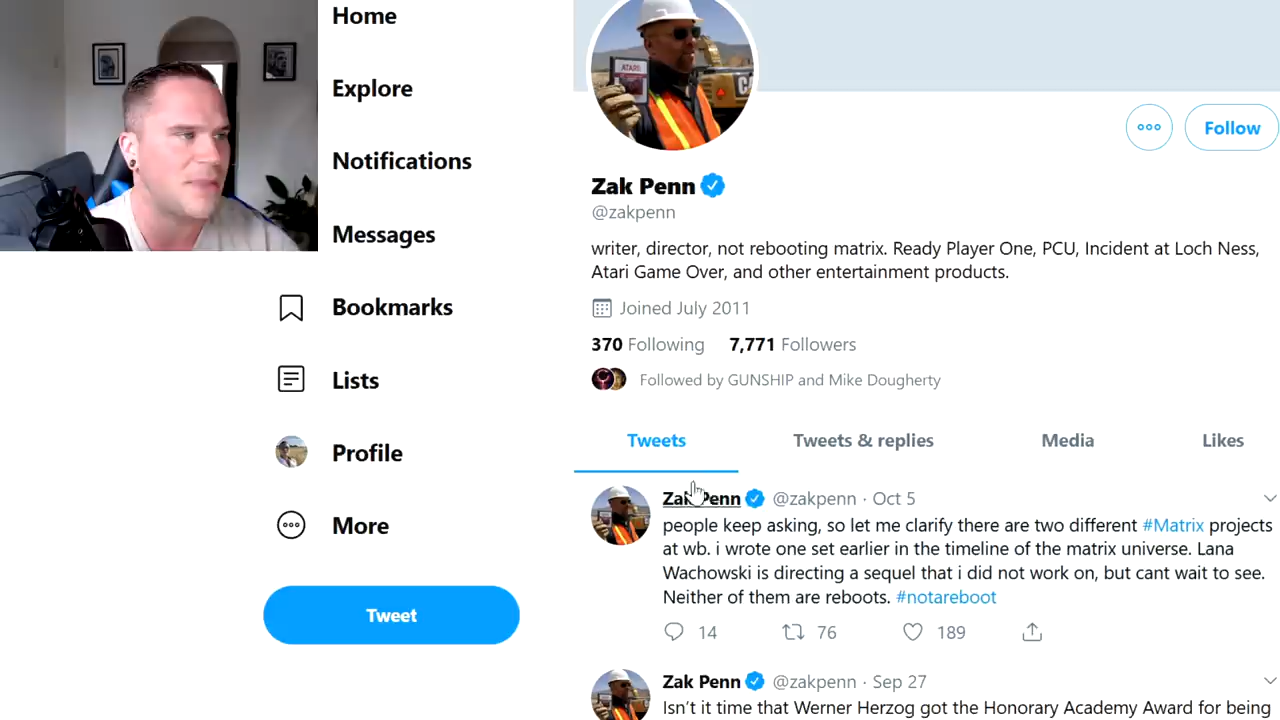 Home
Explore
Notifications
Messages
Bookmarks
Lists
Profile
More
Tweet
ATARI
Follow
Zak Penn
@zakpenn
writer, director, not rebooting matrix. Ready Player One, PCU, Incident at Loch Ness,
Atari Game Over, and other entertainment products.
Joined July 2011
370 Following 7,771 Followers
Followed by GUNSHIP and Mike Dougherty
Tweets Tweets & replies Media Likes
Zak Penn @zakpenn · Oct 5
people keep asking, so let me clarify there are two different #Matrix projects
at wb. i wrote one set earlier in the timeline of the matrix universe. Lana
Wachowski is directing a sequel that i did not work on, but cant wait to see.
Neither of them are reboots. #notareboot
14 76 189
Zak Penn @zakpenn · Sep 27
Isn't it time that Werner Herzog got the Honorary Academy Award for being